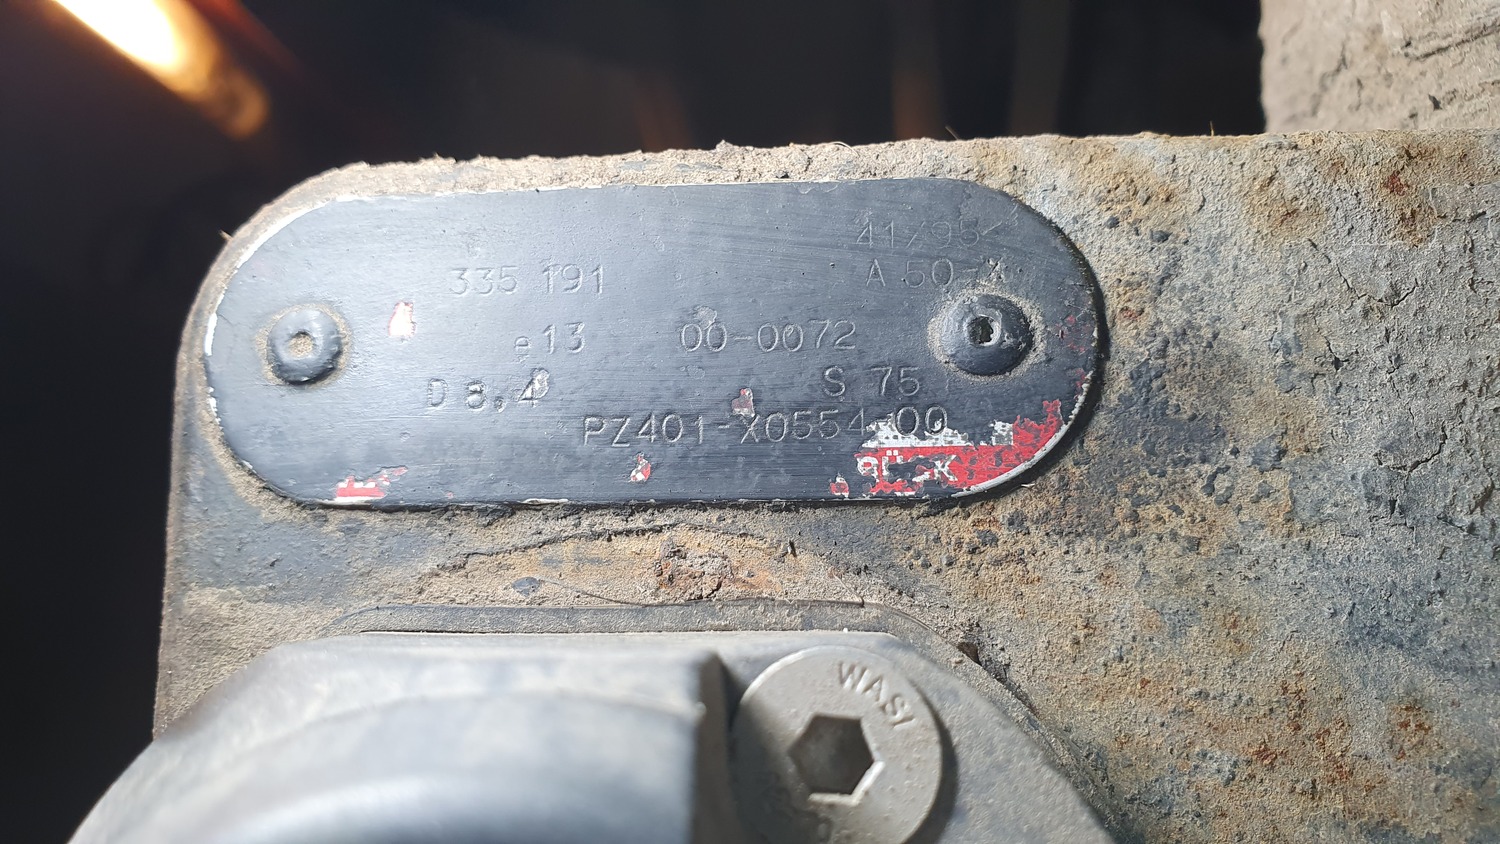 41/95
335 191 A 50-X
e13 00-0072
D 8,4 S 75
PZ401-X0554-00
WASI